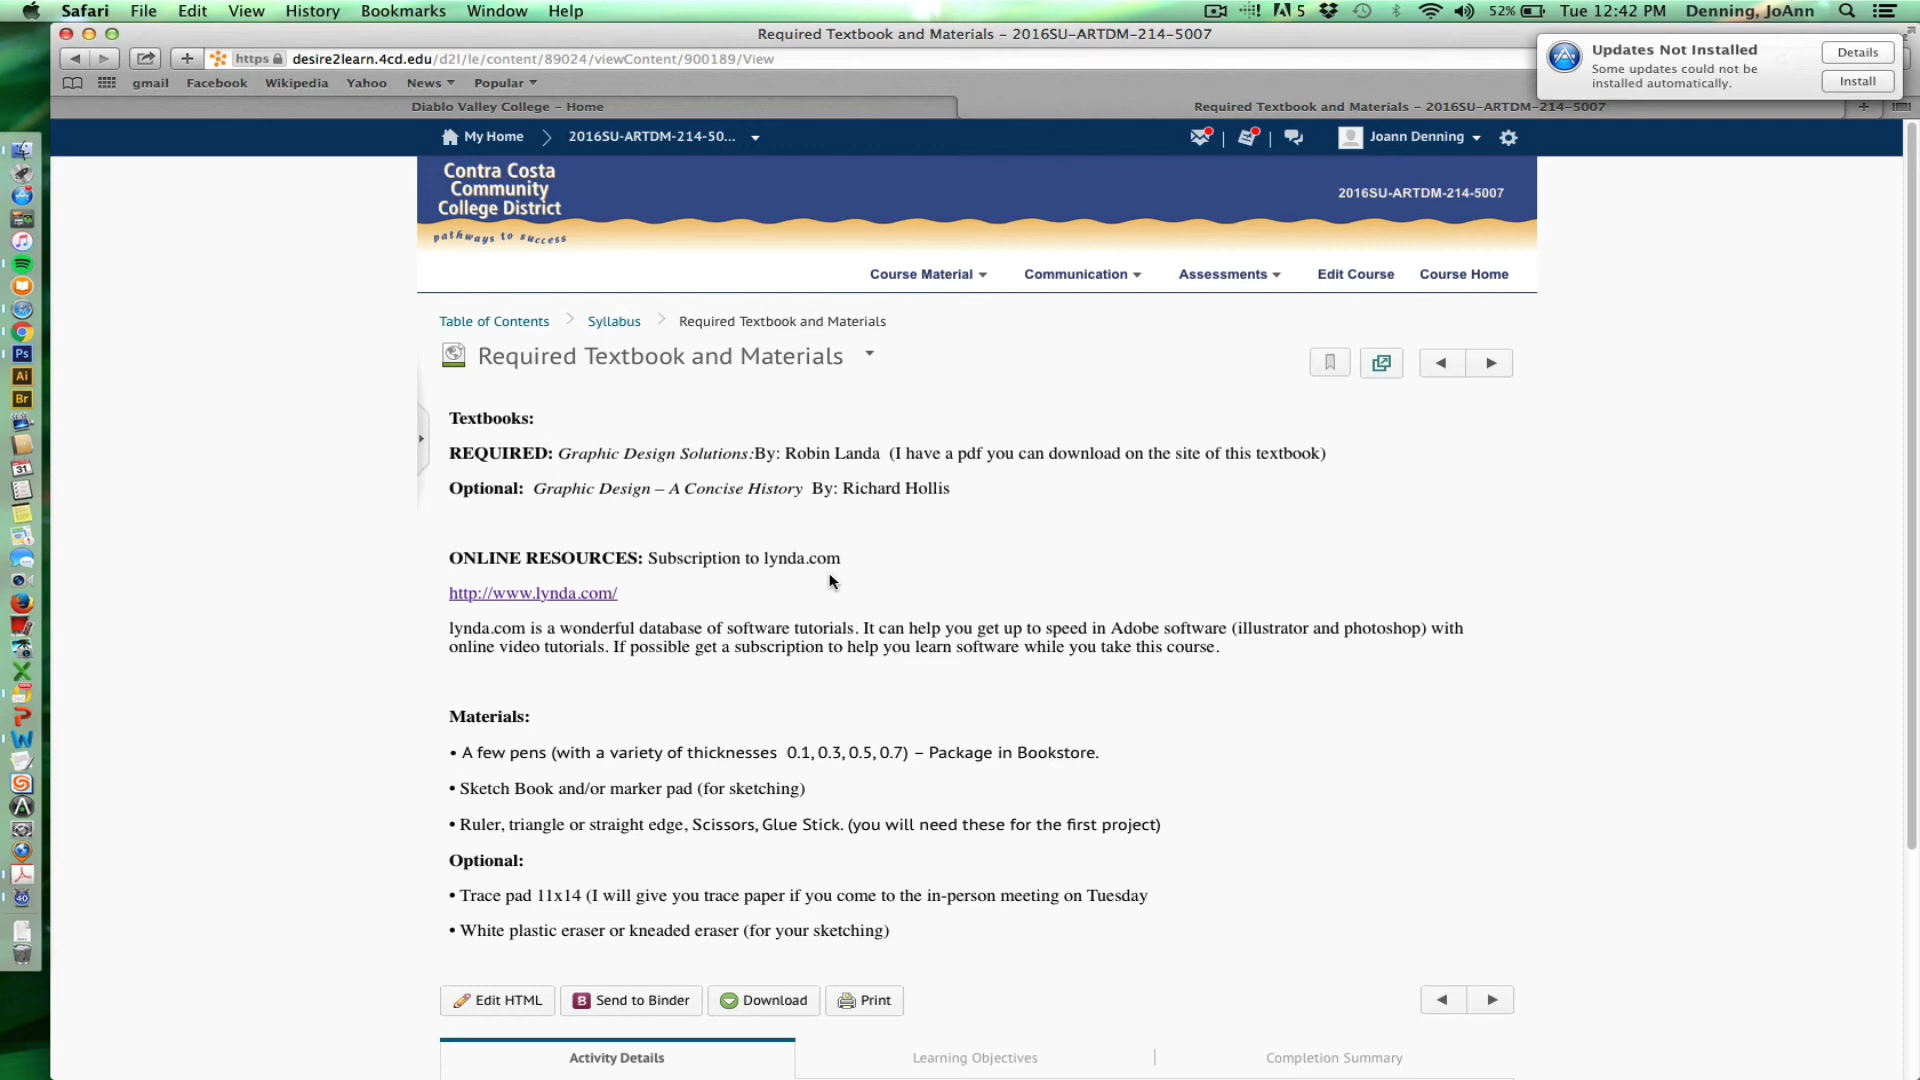 Safari File Edit View History Bookmarks Window Help 5 52% Tue 12:42 PM Denning, JoAnn
Required Textbook and Materials – 2016SU-ARTDM-214-5007
https desire2learn.4cd.edu/d2l/le/content/89024/viewContent/900189/View
Updates Not Installed
Some updates could not be
installed automatically.
Details
Install
gmail Facebook Wikipedia Yahoo News Popular
Diablo Valley College – Home
Required Textbook and Materials – 2016SU-ARTDM-214-5007
My Home 2016SU-ARTDM-214-50... Joann Denning
Contra Costa
Community
College District
pathways to success
2016SU-ARTDM-214-5007
Course Material Communication Assessments Edit Course Course Home
Table of Contents Syllabus Required Textbook and Materials
Required Textbook and Materials
Textbooks:
REQUIRED: Graphic Design Solutions:By: Robin Landa (I have a pdf you can download on the site of this textbook)
Optional: Graphic Design – A Concise History By: Richard Hollis
ONLINE RESOURCES: Subscription to lynda.com
http://www.lynda.com/
lynda.com is a wonderful database of software tutorials. It can help you get up to speed in Adobe software (illustrator and photoshop) with
online video tutorials. If possible get a subscription to help you learn software while you take this course.
Materials:
• A few pens (with a variety of thicknesses 0.1, 0.3, 0.5, 0.7) – Package in Bookstore.
• Sketch Book and/or marker pad (for sketching)
• Ruler, triangle or straight edge, Scissors, Glue Stick. (you will need these for the first project)
Optional:
• Trace pad 11x14 (I will give you trace paper if you come to the in-person meeting on Tuesday
• White plastic eraser or kneaded eraser (for your sketching)
Edit HTML B Send to Binder Download Print
Activity Details Learning Objectives Completion Summary
Ps
Ai
Br
31
40